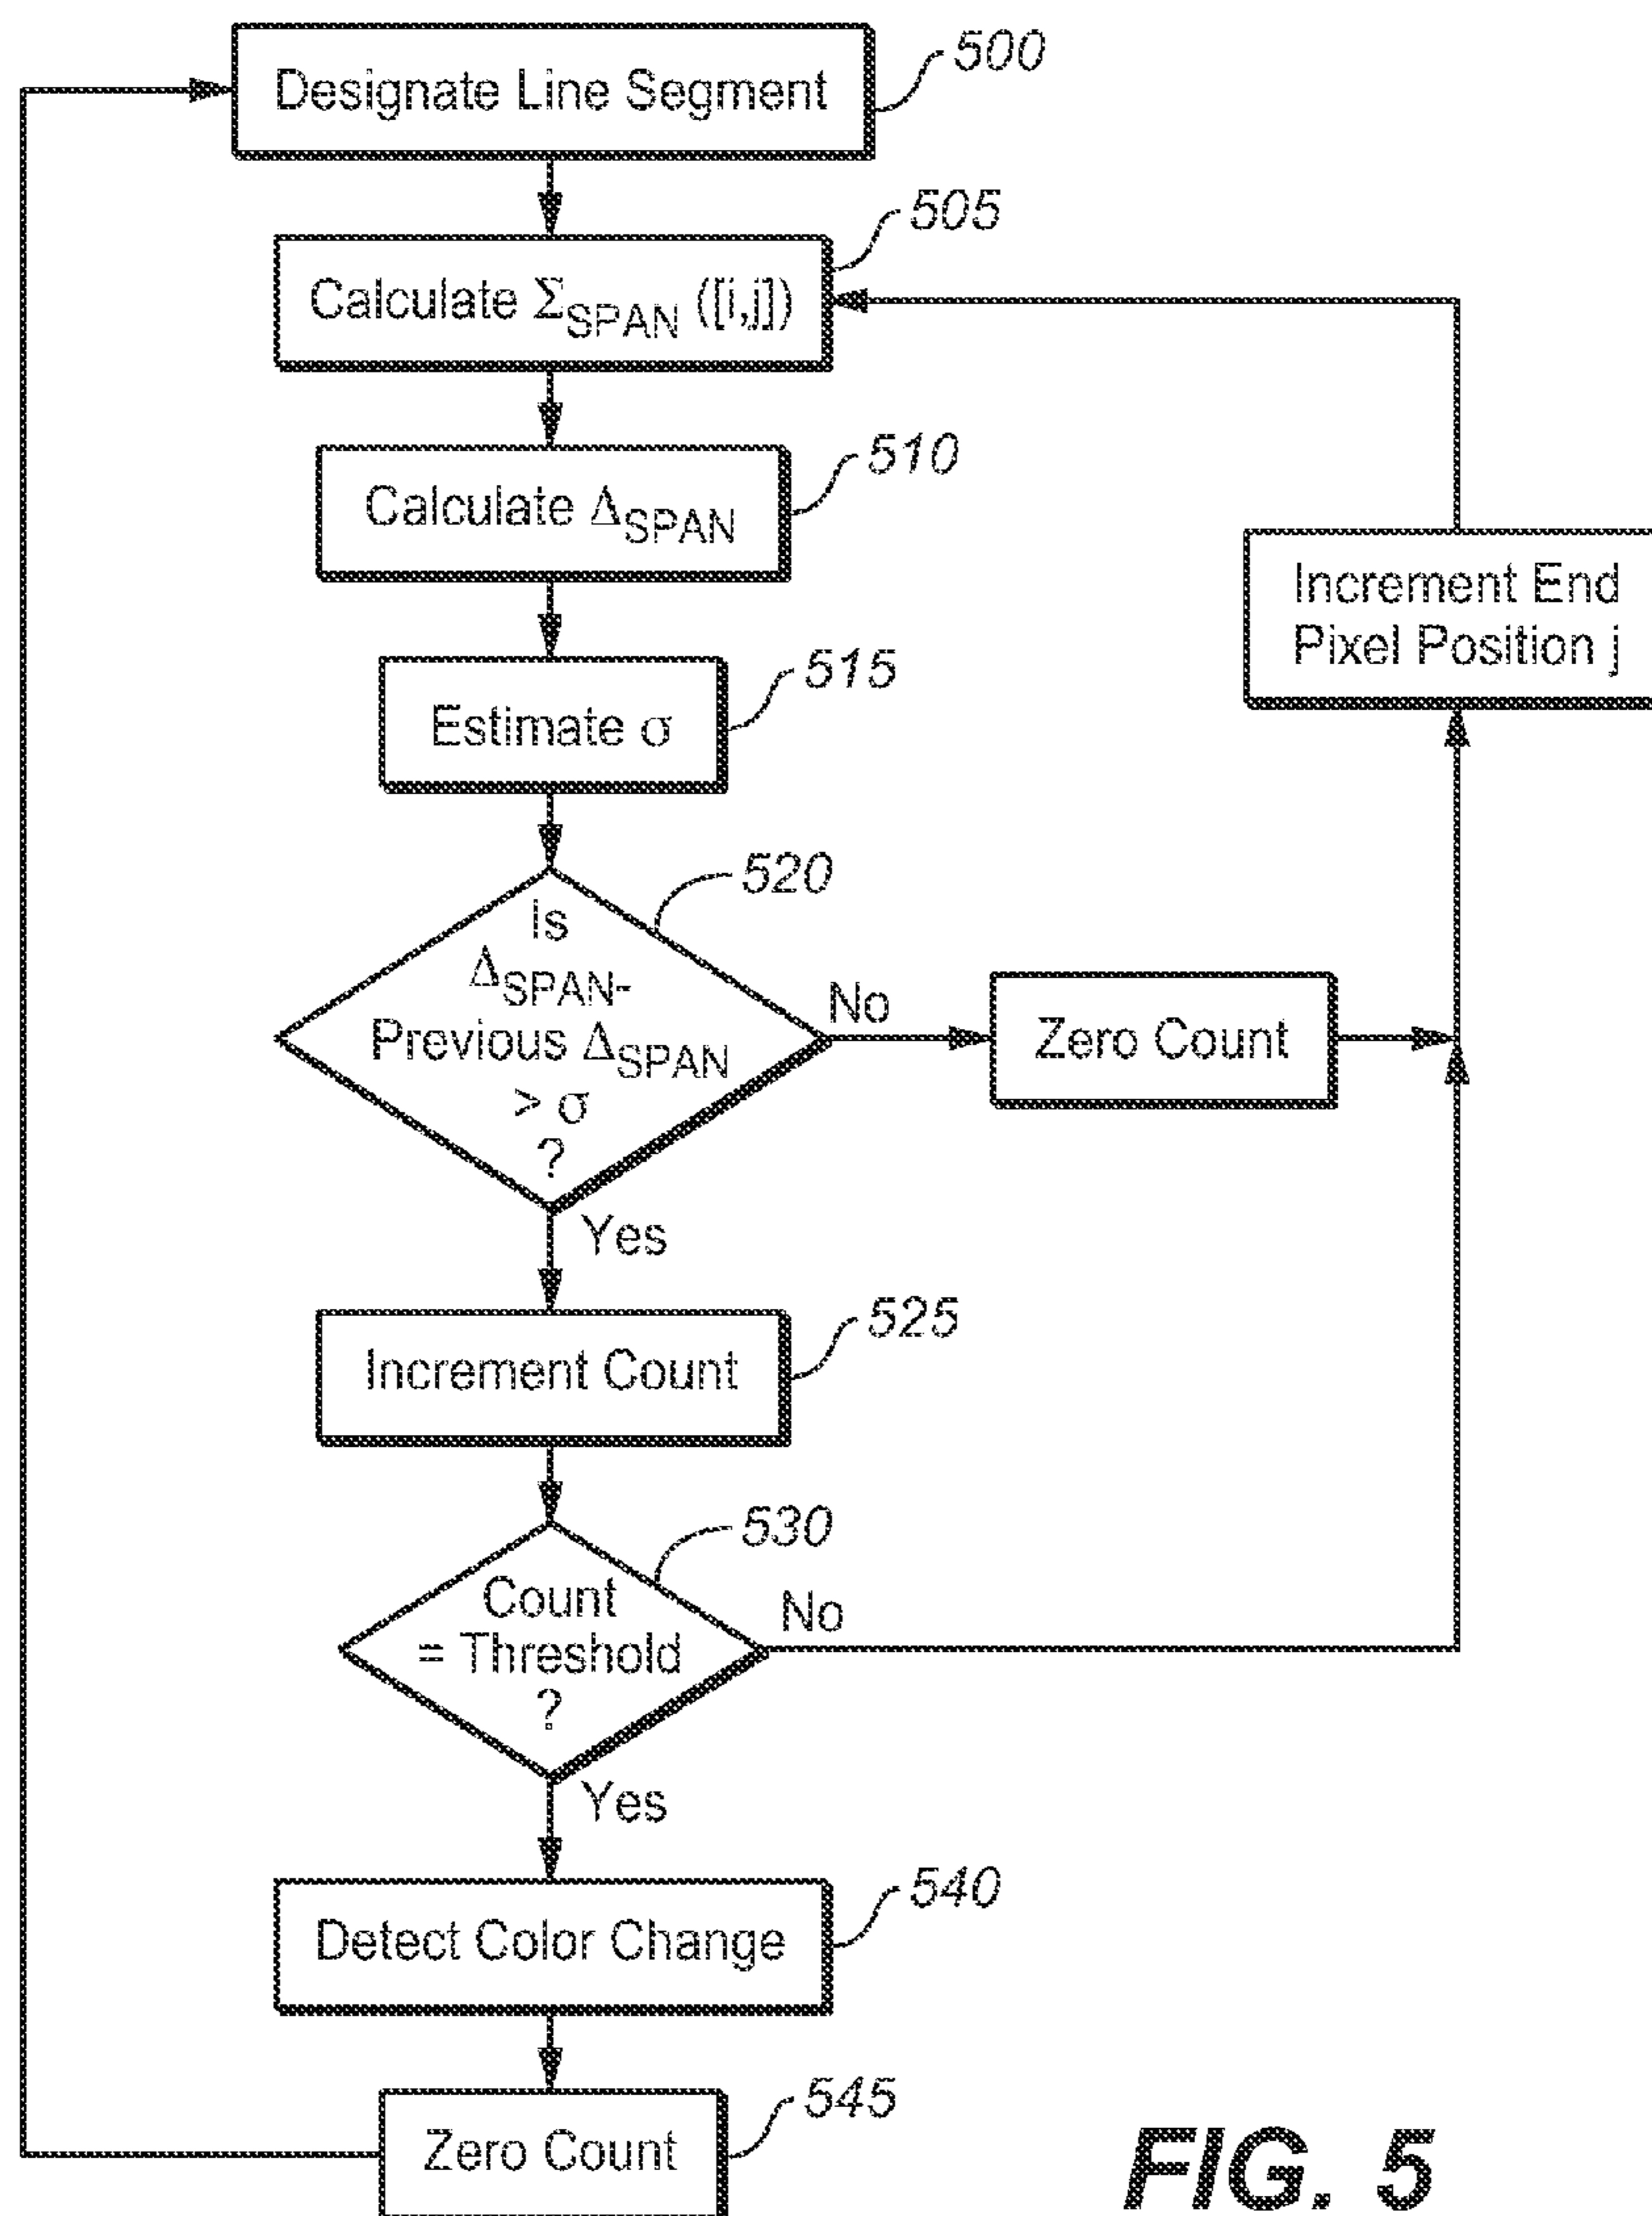 Designate Line Segment
500
Calculate Σ_SPAN ([i,j])
505
Calculate Δ_SPAN
510
Increment End
Pixel Position j
Estimate σ
515
Is
Δ_SPAN-
Previous Δ_SPAN
> σ
?
520
No
Zero Count
Yes
Increment Count
525
Count
= Threshold
?
530
No
Yes
Detect Color Change
540
Zero Count
545
FIG. 5